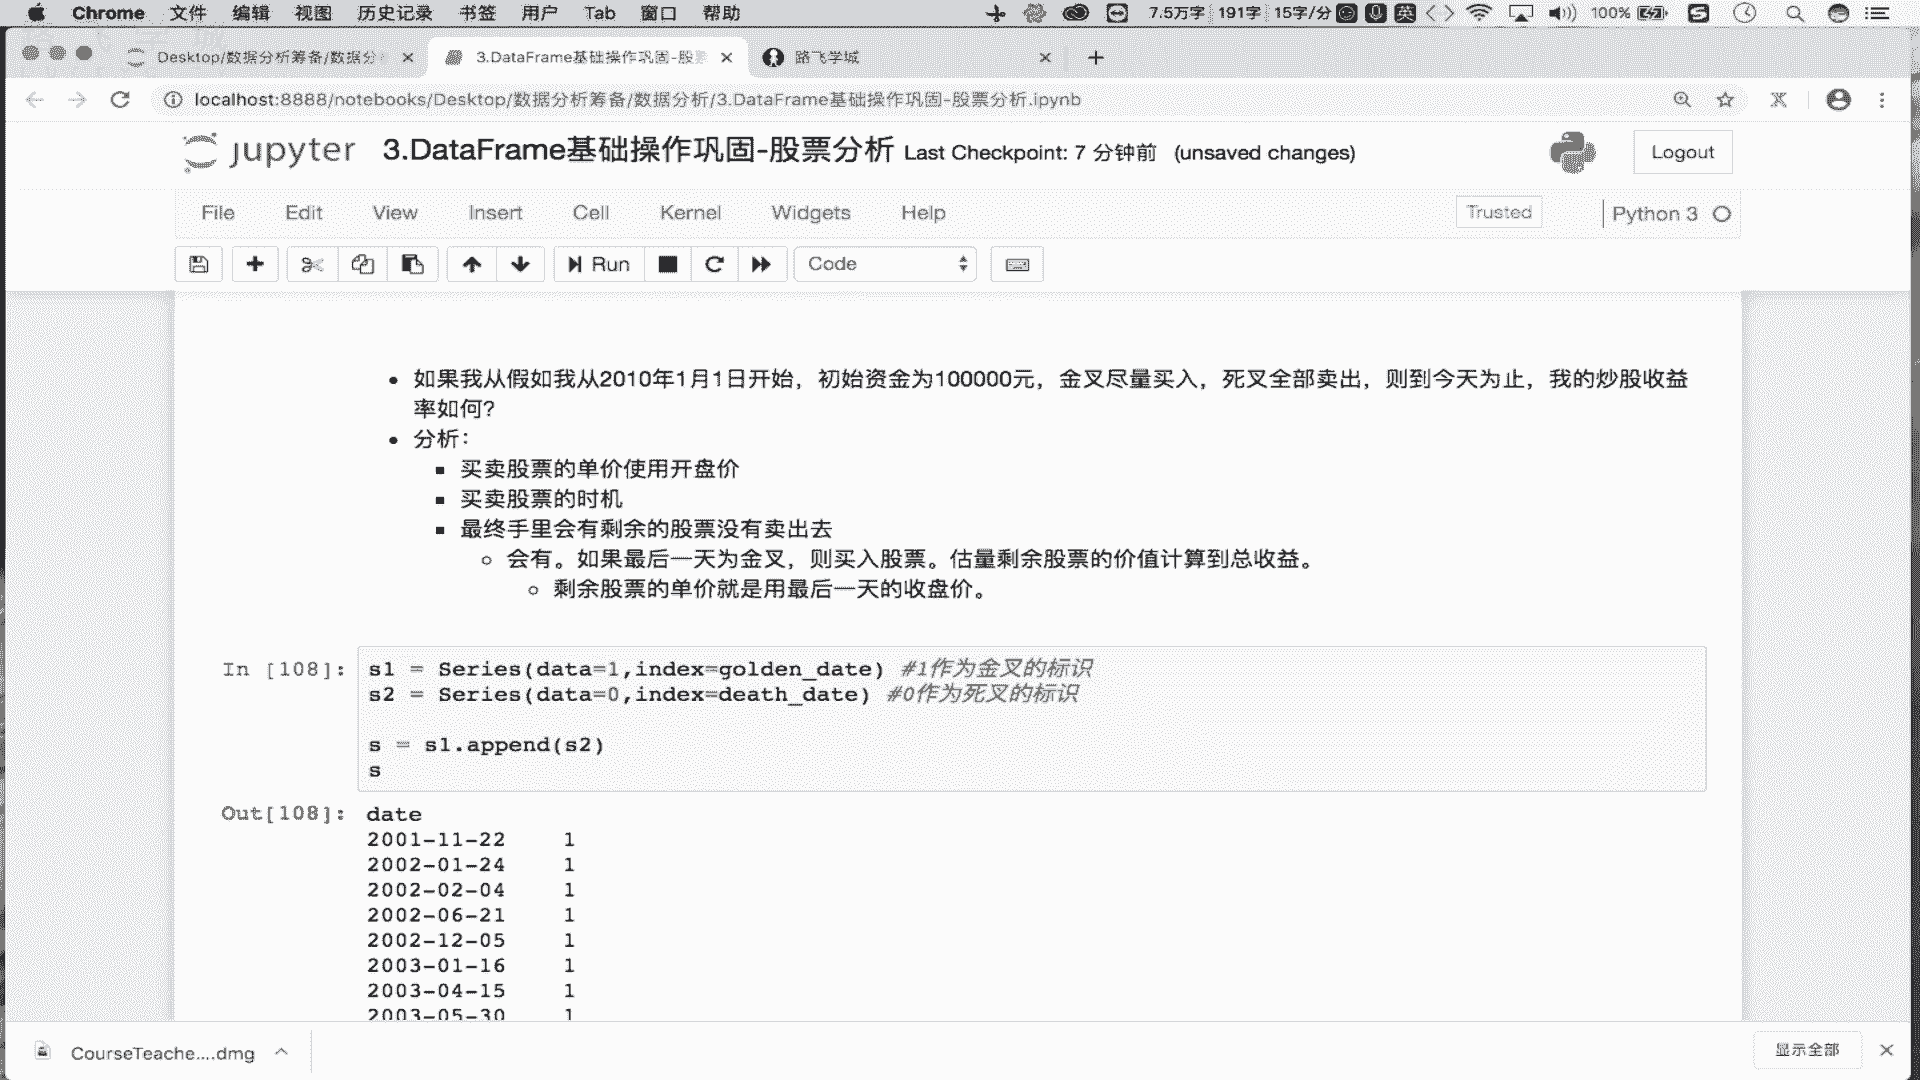 Chrome 文件 编辑 视图 历史记录 书签 用户 Tab 窗口 帮助 7.5万字 191字 15字/分 英 100%
Desktop/数据分析筹备/数据分
3.DataFrame基础操作巩固-股
路飞学城
localhost:8888/notebooks/Desktop/数据分析筹备/数据分析/3.DataFrame基础操作巩固-股票分析.ipynb
jupyter 3.DataFrame基础操作巩固-股票分析 Last Checkpoint: 7 分钟前 (unsaved changes) Logout
File Edit View Insert Cell Kernel Widgets Help Trusted Python 3
Run Code
如果我从假如我从2010年1月1日开始，初始资金为100000元，金叉尽量买入，死叉全部卖出，则到今天为止，我的炒股收益
率如何?
分析：
买卖股票的单价使用开盘价
买卖股票的时机
最终手里会有剩余的股票没有卖出去
会有。如果最后一天为金叉，则买入股票。估量剩余股票的价值计算到总收益。
剩余股票的单价就是用最后一天的收盘价。
In [108]: s1 = Series(data=1,index=golden_date) #1作为金叉的标识
s2 = Series(data=0,index=death_date) #0作为死叉的标识
s = s1.append(s2)
s
Out[108]: date
2001-11-22 1
2002-01-24 1
2002-02-04 1
2002-06-21 1
2002-12-05 1
2003-01-16 1
2003-04-15 1
2003-05-30 1
CourseTeache....dmg 显示全部